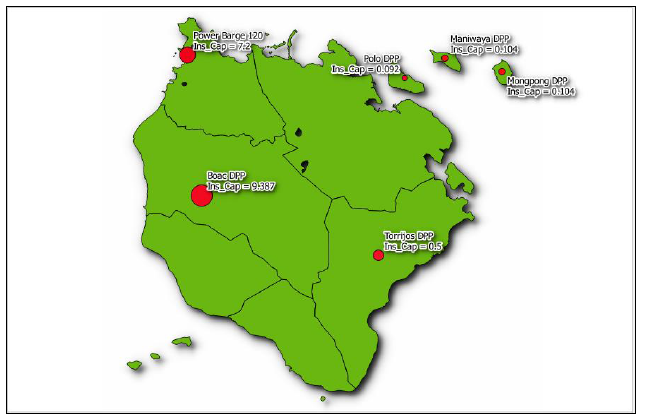 Power Barge 120
Ins_Cap = 7.2
Maniwaya DPP
Ins_Cap = 0.104
Polo DPP
Ins_Cap = 0.092
Mongpong DPP
Ins_Cap = 0.104
Boac DPP
Ins_Cap = 9.387
Torrijos DPP
Ins_Cap = 0.5